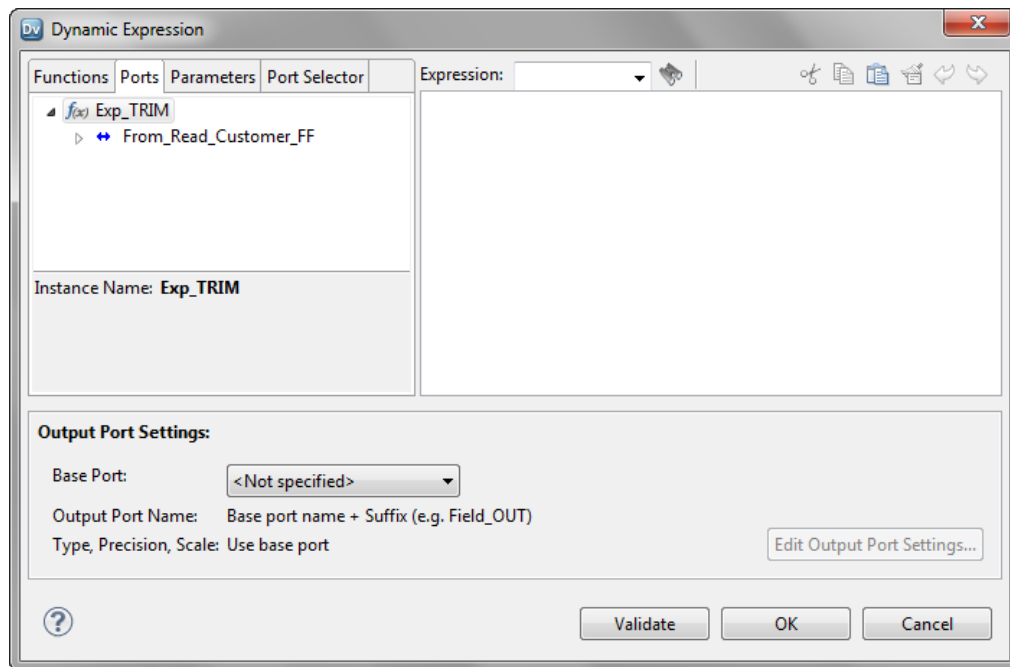 Dv Dynamic Expression
Functions Ports Parameters Port Selector
Expression:
f(x) Exp_TRIM
From_Read_Customer_FF
Instance Name: Exp_TRIM
Output Port Settings:
Base Port: <Not specified>
Output Port Name: Base port name + Suffix (e.g. Field_OUT)
Type, Precision, Scale: Use base port
Edit Output Port Settings...
? Validate OK Cancel